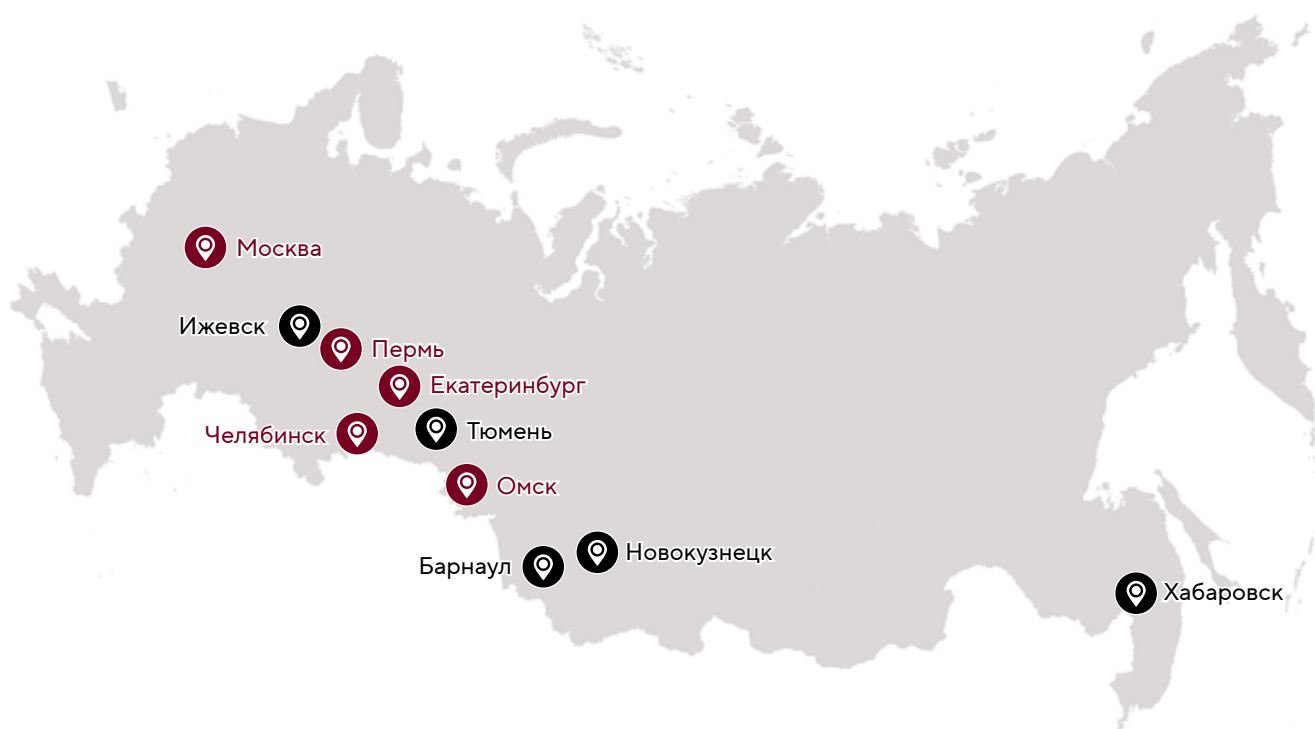 Москва
Ижевск
Пермь
Екатеринбург
Челябинск
Тюмень
Омск
Барнаул
Новокузнецк
Хабаровск